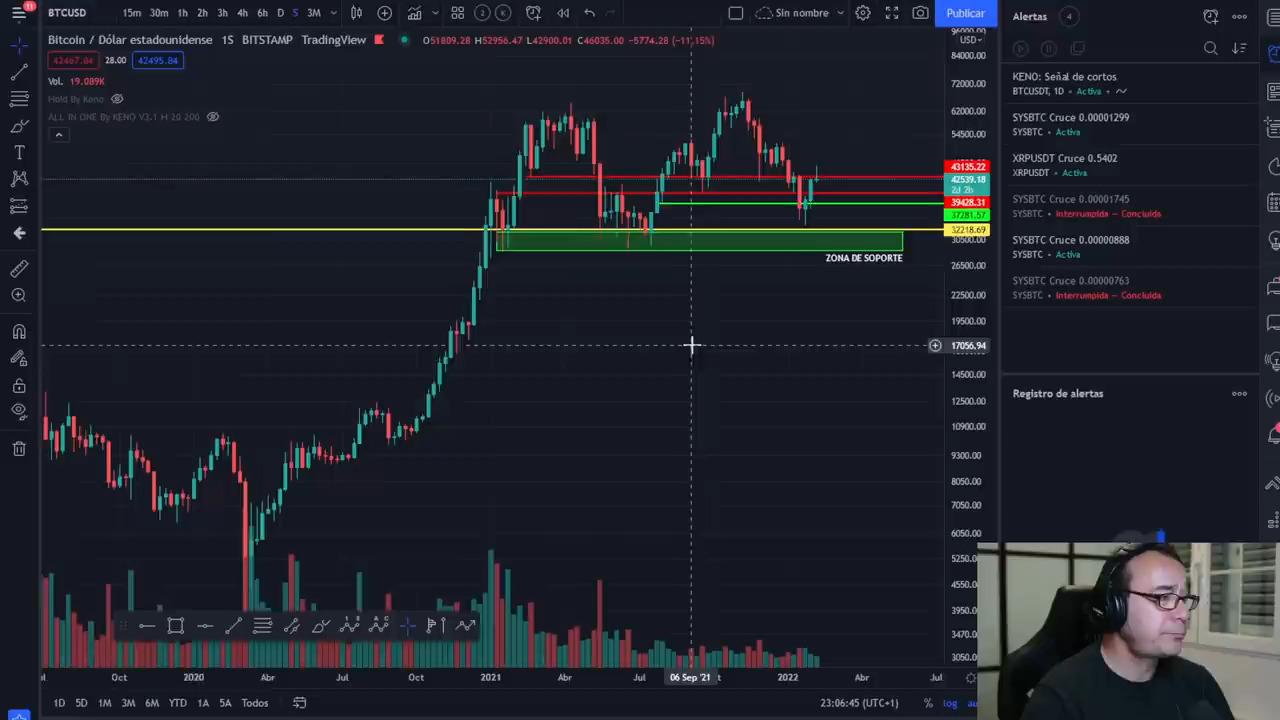 11
BTCUSD 15m 30m 1h 2h 3h 4h 6h D S 3M Sin nombre Publicar
Alertas 4
Bitcoin / Dólar estadounidense 1S BITSTAMP TradingView O51809.28 H52956.47 L42900.01 C46035.00 −5774.28 (−11.15%)
42467.84 28.00 42495.84
Vol. 19.089K
Hold By Keno
ALL IN ONE By KENO V3.1 H 20 200
USD
84000.00
72000.00
62000.00
54500.00
43135.22
42539.18
2d 2h
39428.31
37281.57
32218.69
30500.00
26500.00
22500.00
19500.00
17056.94
14500.00
12500.00
10900.00
9300.00
8050.00
7050.00
6050.00
5250.00
4550.00
3950.00
3470.00
3050.00
ZONA DE SOPORTE
KENO: Señal de cortos
BTCUSDT, 1D • Activa
SYSBTC Cruce 0.00001299
SYSBTC • Activa
XRPUSDT Cruce 0.5402
XRPUSDT • Activa
SYSBTC Cruce 0.00001745
SYSBTC • Interrumpida — Concluida
SYSBTC Cruce 0.00000888
SYSBTC • Activa
SYSBTC Cruce 0.00000763
SYSBTC • Interrumpida — Concluida
Registro de alertas
Oct 2020 Abr Jul Oct 2021 Abr Jul 06 Sep '21 2022 Abr Jul
1D 5D 1M 3M 6M YTD 1A 5A Todos 23:06:45 (UTC+1) % log